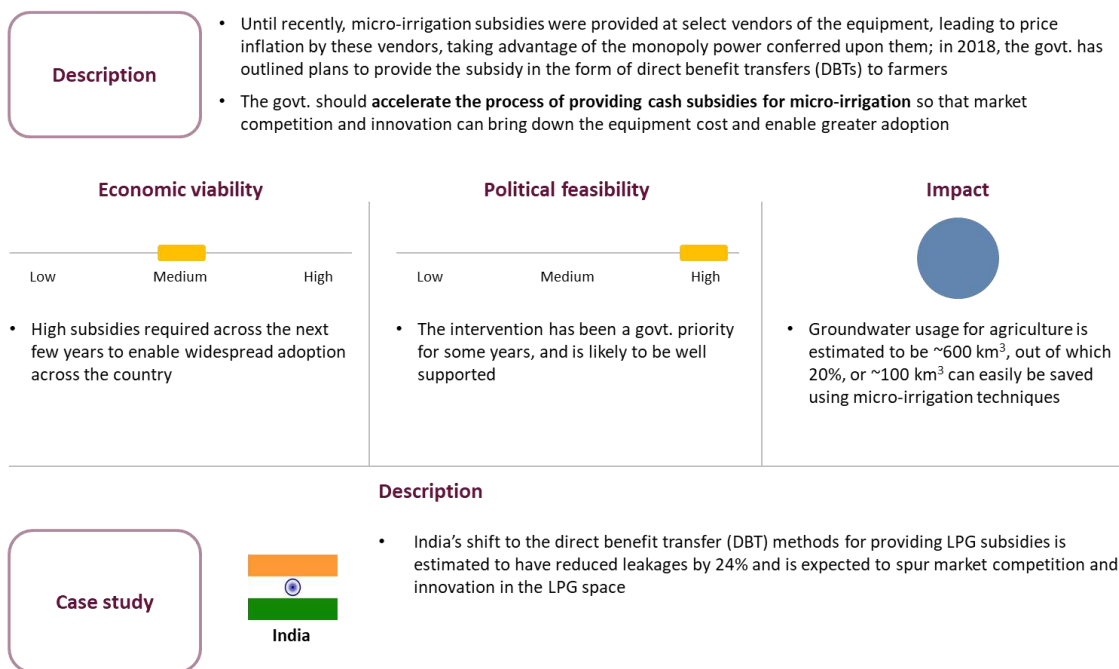 Description
• Until recently, micro-irrigation subsidies were provided at select vendors of the equipment, leading to price
inflation by these vendors, taking advantage of the monopoly power conferred upon them; in 2018, the govt. has
outlined plans to provide the subsidy in the form of direct benefit transfers (DBTs) to farmers
• The govt. should accelerate the process of providing cash subsidies for micro-irrigation so that market
competition and innovation can bring down the equipment cost and enable greater adoption
Economic viability
Low Medium High
• High subsidies required across the next
few years to enable widespread adoption
across the country
Political feasibility
Low Medium High
• The intervention has been a govt. priority
for some years, and is likely to be well
supported
Impact
• Groundwater usage for agriculture is
estimated to be ~600 km³, out of which
20%, or ~100 km³ can easily be saved
using micro-irrigation techniques
Case study
India
Description
• India’s shift to the direct benefit transfer (DBT) methods for providing LPG subsidies is
estimated to have reduced leakages by 24% and is expected to spur market competition and
innovation in the LPG space